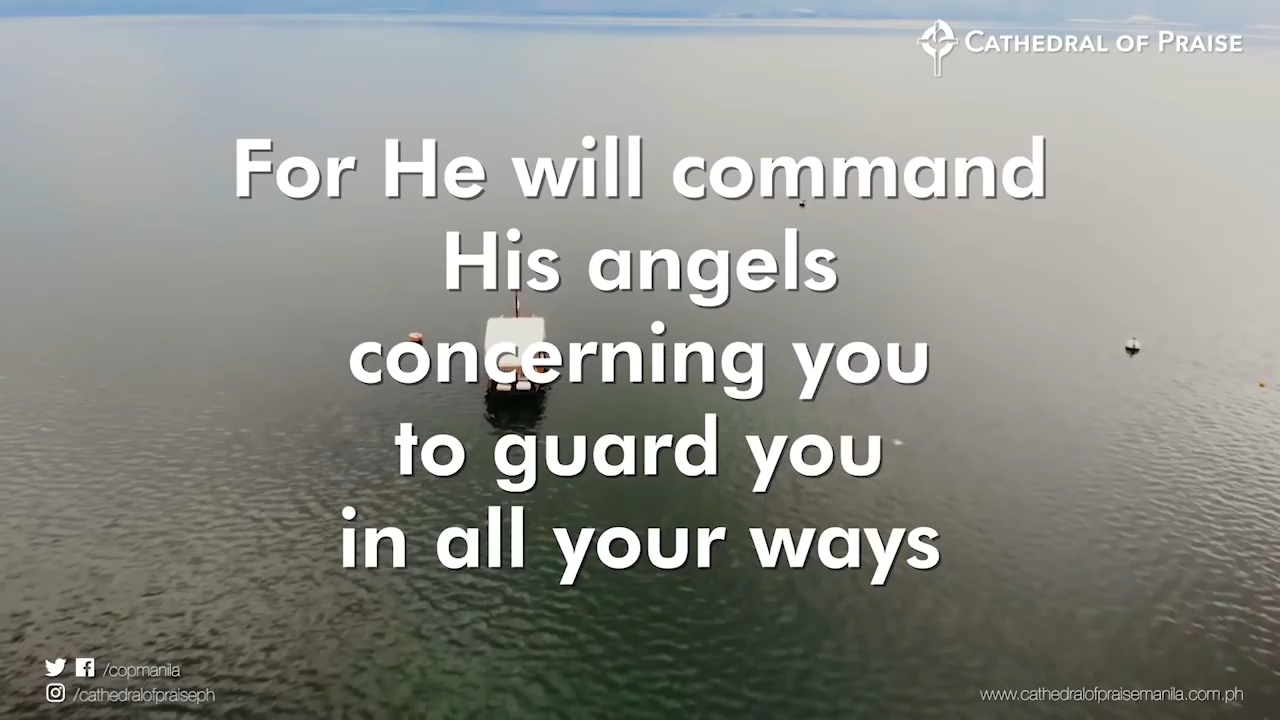 CATHEDRAL OF PRAISE
For He will command
His angels
concerning you
to guard you
in all your ways
/copmanila
/cathedralofpraiseph
www.cathedralofpraisemanila.com.ph